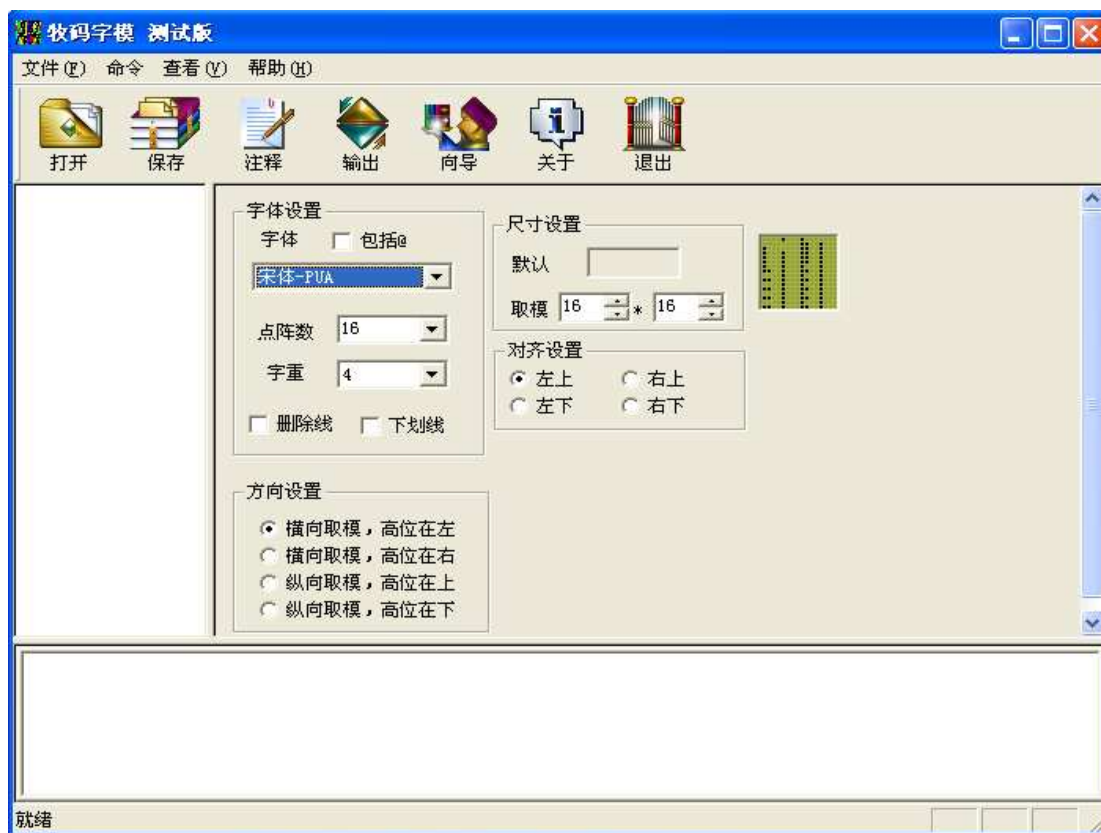 牧码字模 测试版
文件(F) 命令 查看(V) 帮助(H)
打开 保存 注释 输出 向导 关于 退出
字体设置
字体 包括@
宋体-PUA
点阵数 16
字重 4
删除线 下划线
尺寸设置
默认
取模 16 * 16
对齐设置
左上 右上
左下 右下
方向设置
横向取模，高位在左
横向取模，高位在右
纵向取模，高位在上
纵向取模，高位在下
就绪